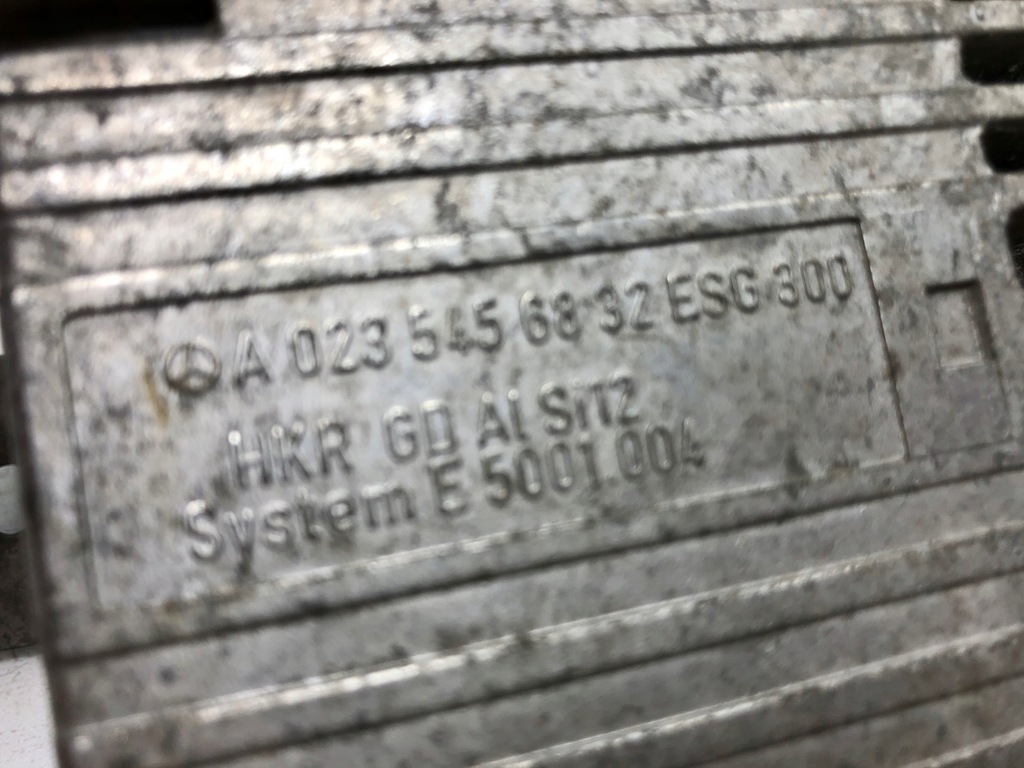 A 023 545 68 32 ESG 300
HKR GD Al Si12
System E 5001.004